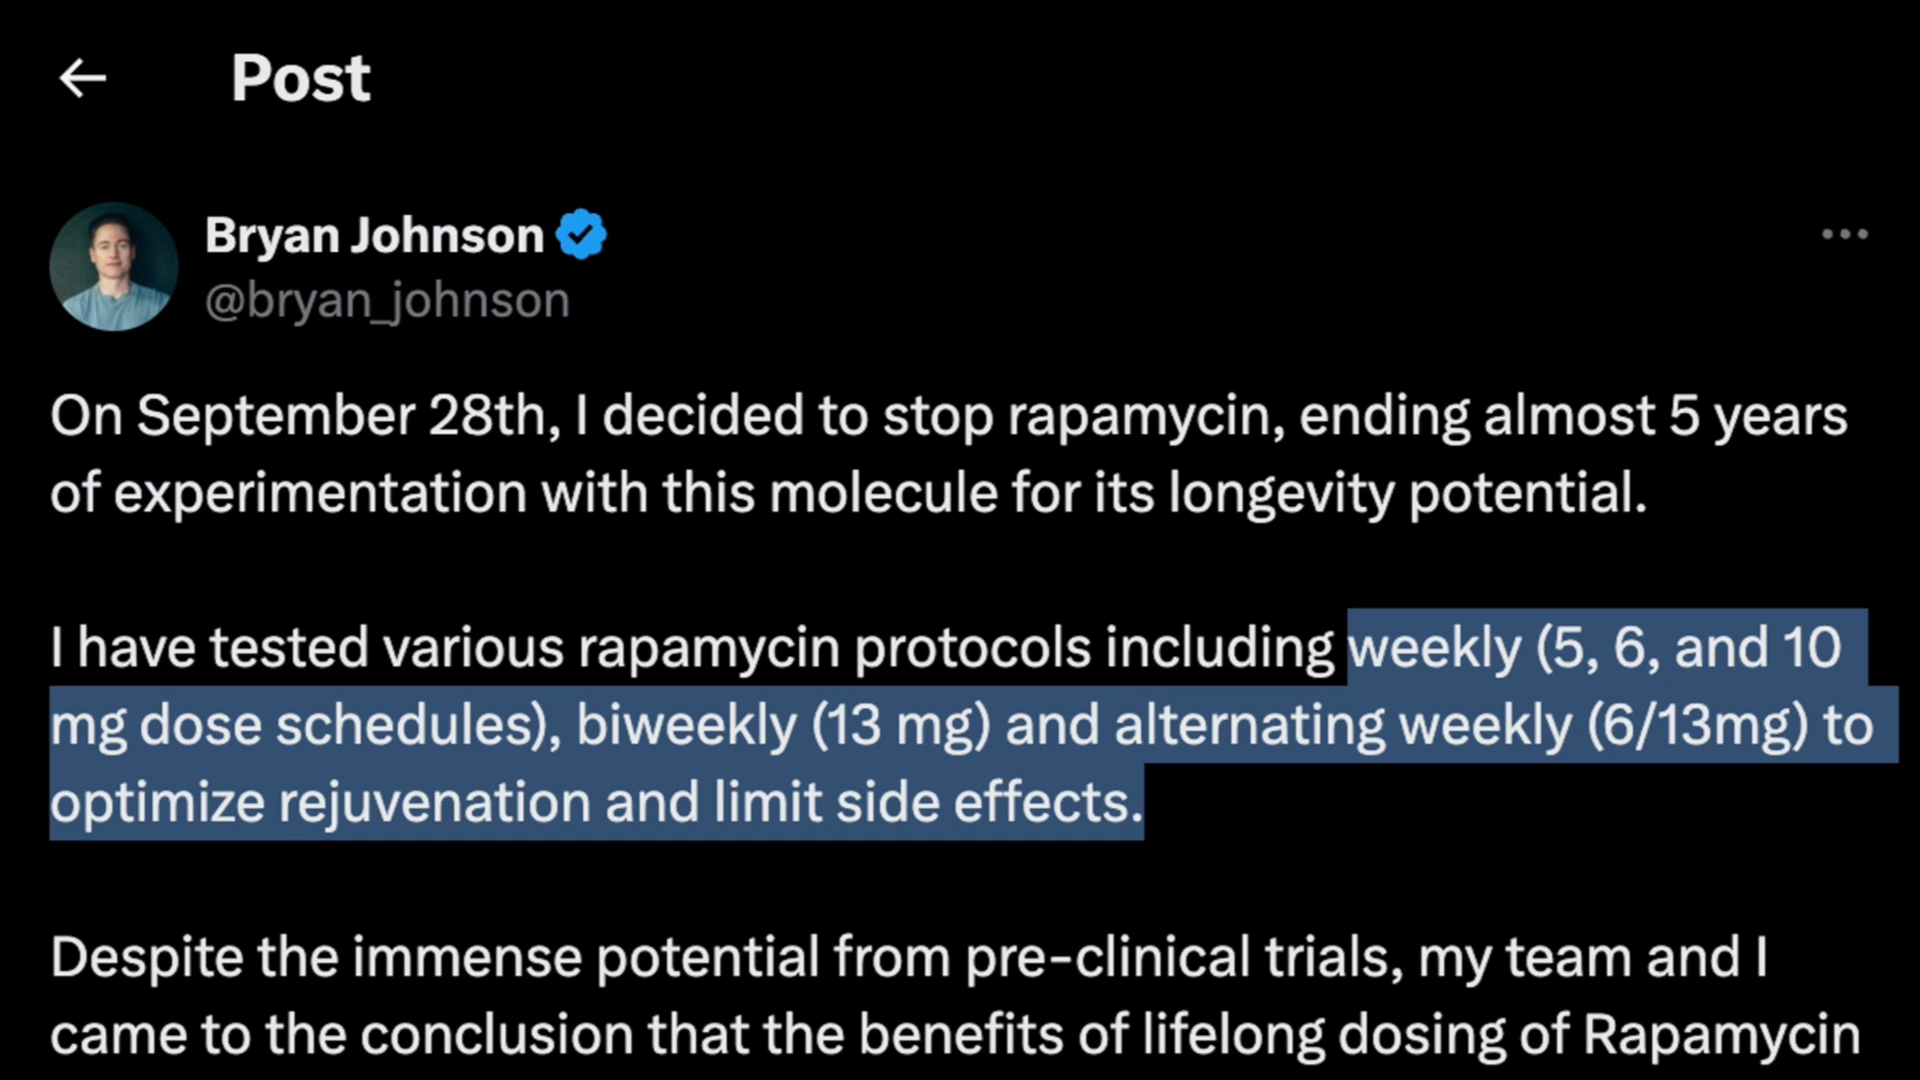 Post
Bryan Johnson
@bryan_johnson
On September 28th, I decided to stop rapamycin, ending almost 5 years
of experimentation with this molecule for its longevity potential.
I have tested various rapamycin protocols including weekly (5, 6, and 10
mg dose schedules), biweekly (13 mg) and alternating weekly (6/13mg) to
optimize rejuvenation and limit side effects.
Despite the immense potential from pre-clinical trials, my team and I
came to the conclusion that the benefits of lifelong dosing of Rapamycin